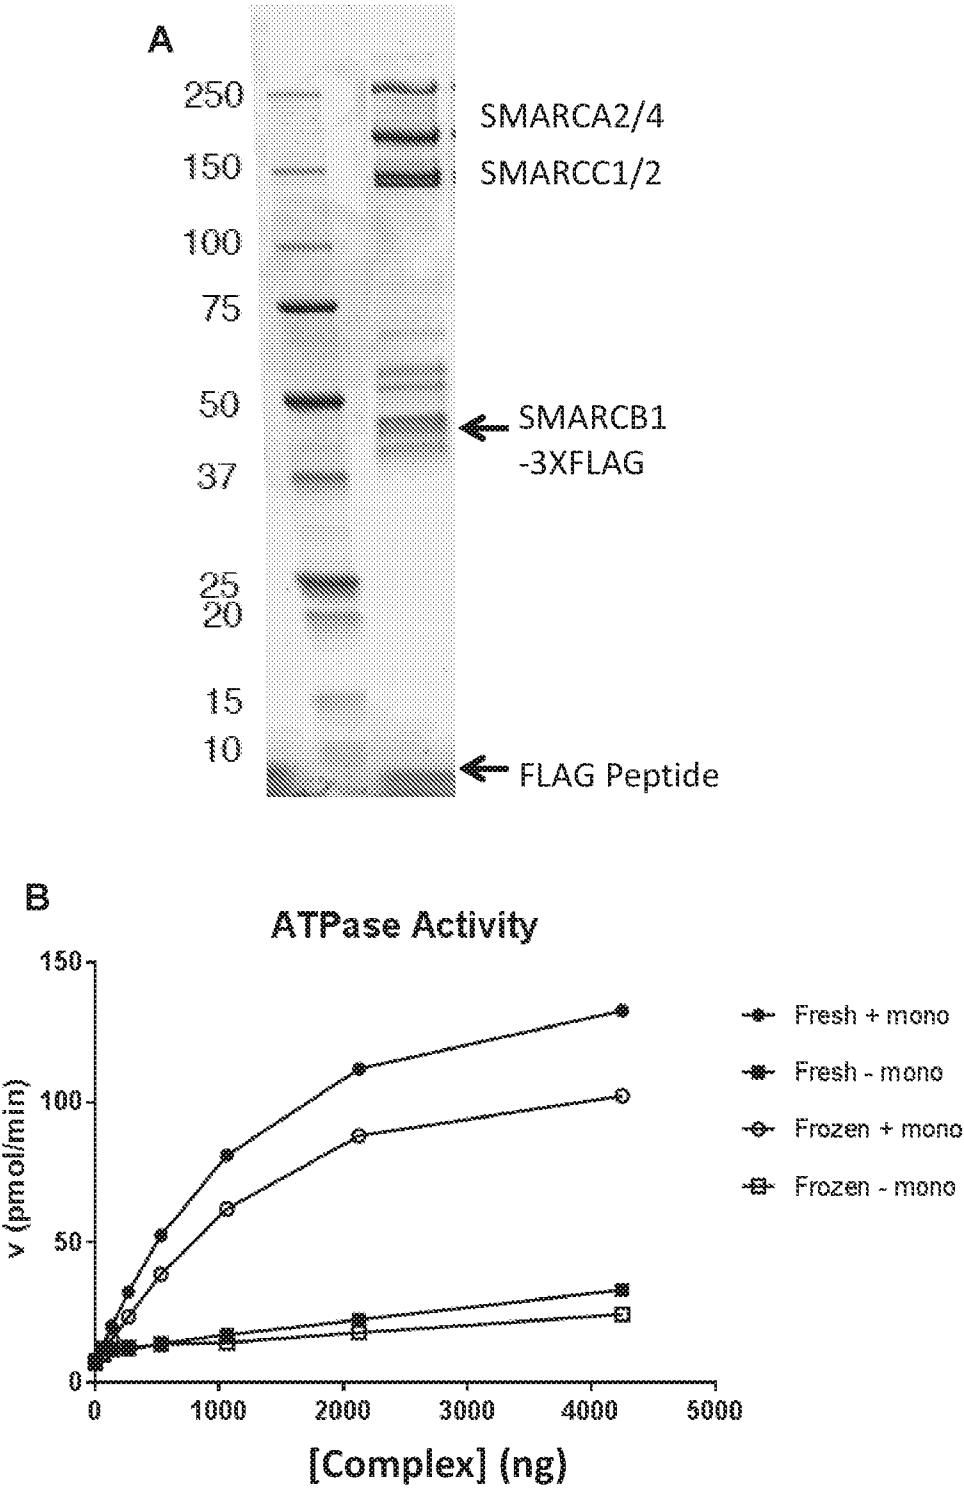 A
250
SMARCA2/4
150
SMARCC1/2
100
75
50
SMARCB1
-3XFLAG
37
25
20
15
10
FLAG Peptide
B
ATPase Activity
150
100
50
0
v (pmol/min)
0 1000 2000 3000 4000 5000
[Complex] (ng)
Fresh + mono
Fresh - mono
Frozen + mono
Frozen - mono